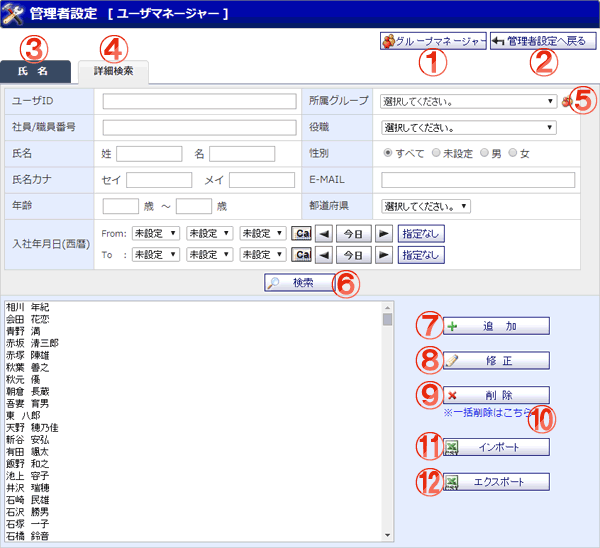 管理者設定 [ ユーザマネージャー ]
グループマネージャー 管理者設定へ戻る
① ②
③ ④
氏 名 詳細検索
ユーザID 所属グループ 選択してください。 ⑤
社員/職員番号 役職 選択してください。
氏名 姓 名 性別 すべて 未設定 男 女
氏名カナ セイ メイ E-MAIL
年齢 歳 ～ 歳 都道府県 選択してください。
入社年月日(西暦) From: 未設定 未設定 未設定 Ca 今日 指定なし
To : 未設定 未設定 未設定 Ca 今日 指定なし
検索 ⑥
相川 年紀
会田 花恋
青野 満
赤坂 清三郎
赤塚 陳雄
秋葉 善之
秋元 優
朝倉 長蔵
吾妻 育男
東 八郎
天野 穂乃佳
新谷 安弘
有田 颯太
飯野 和之
池上 容子
井沢 瑞穂
石崎 民雄
石沢 勝男
石塚 一子
石橋 鈴音
⑦ 追 加
⑧ 修 正
⑨ 削 除
※一括削除はこちら ⑩
⑪ CSV インポート
⑫ CSV エクスポート